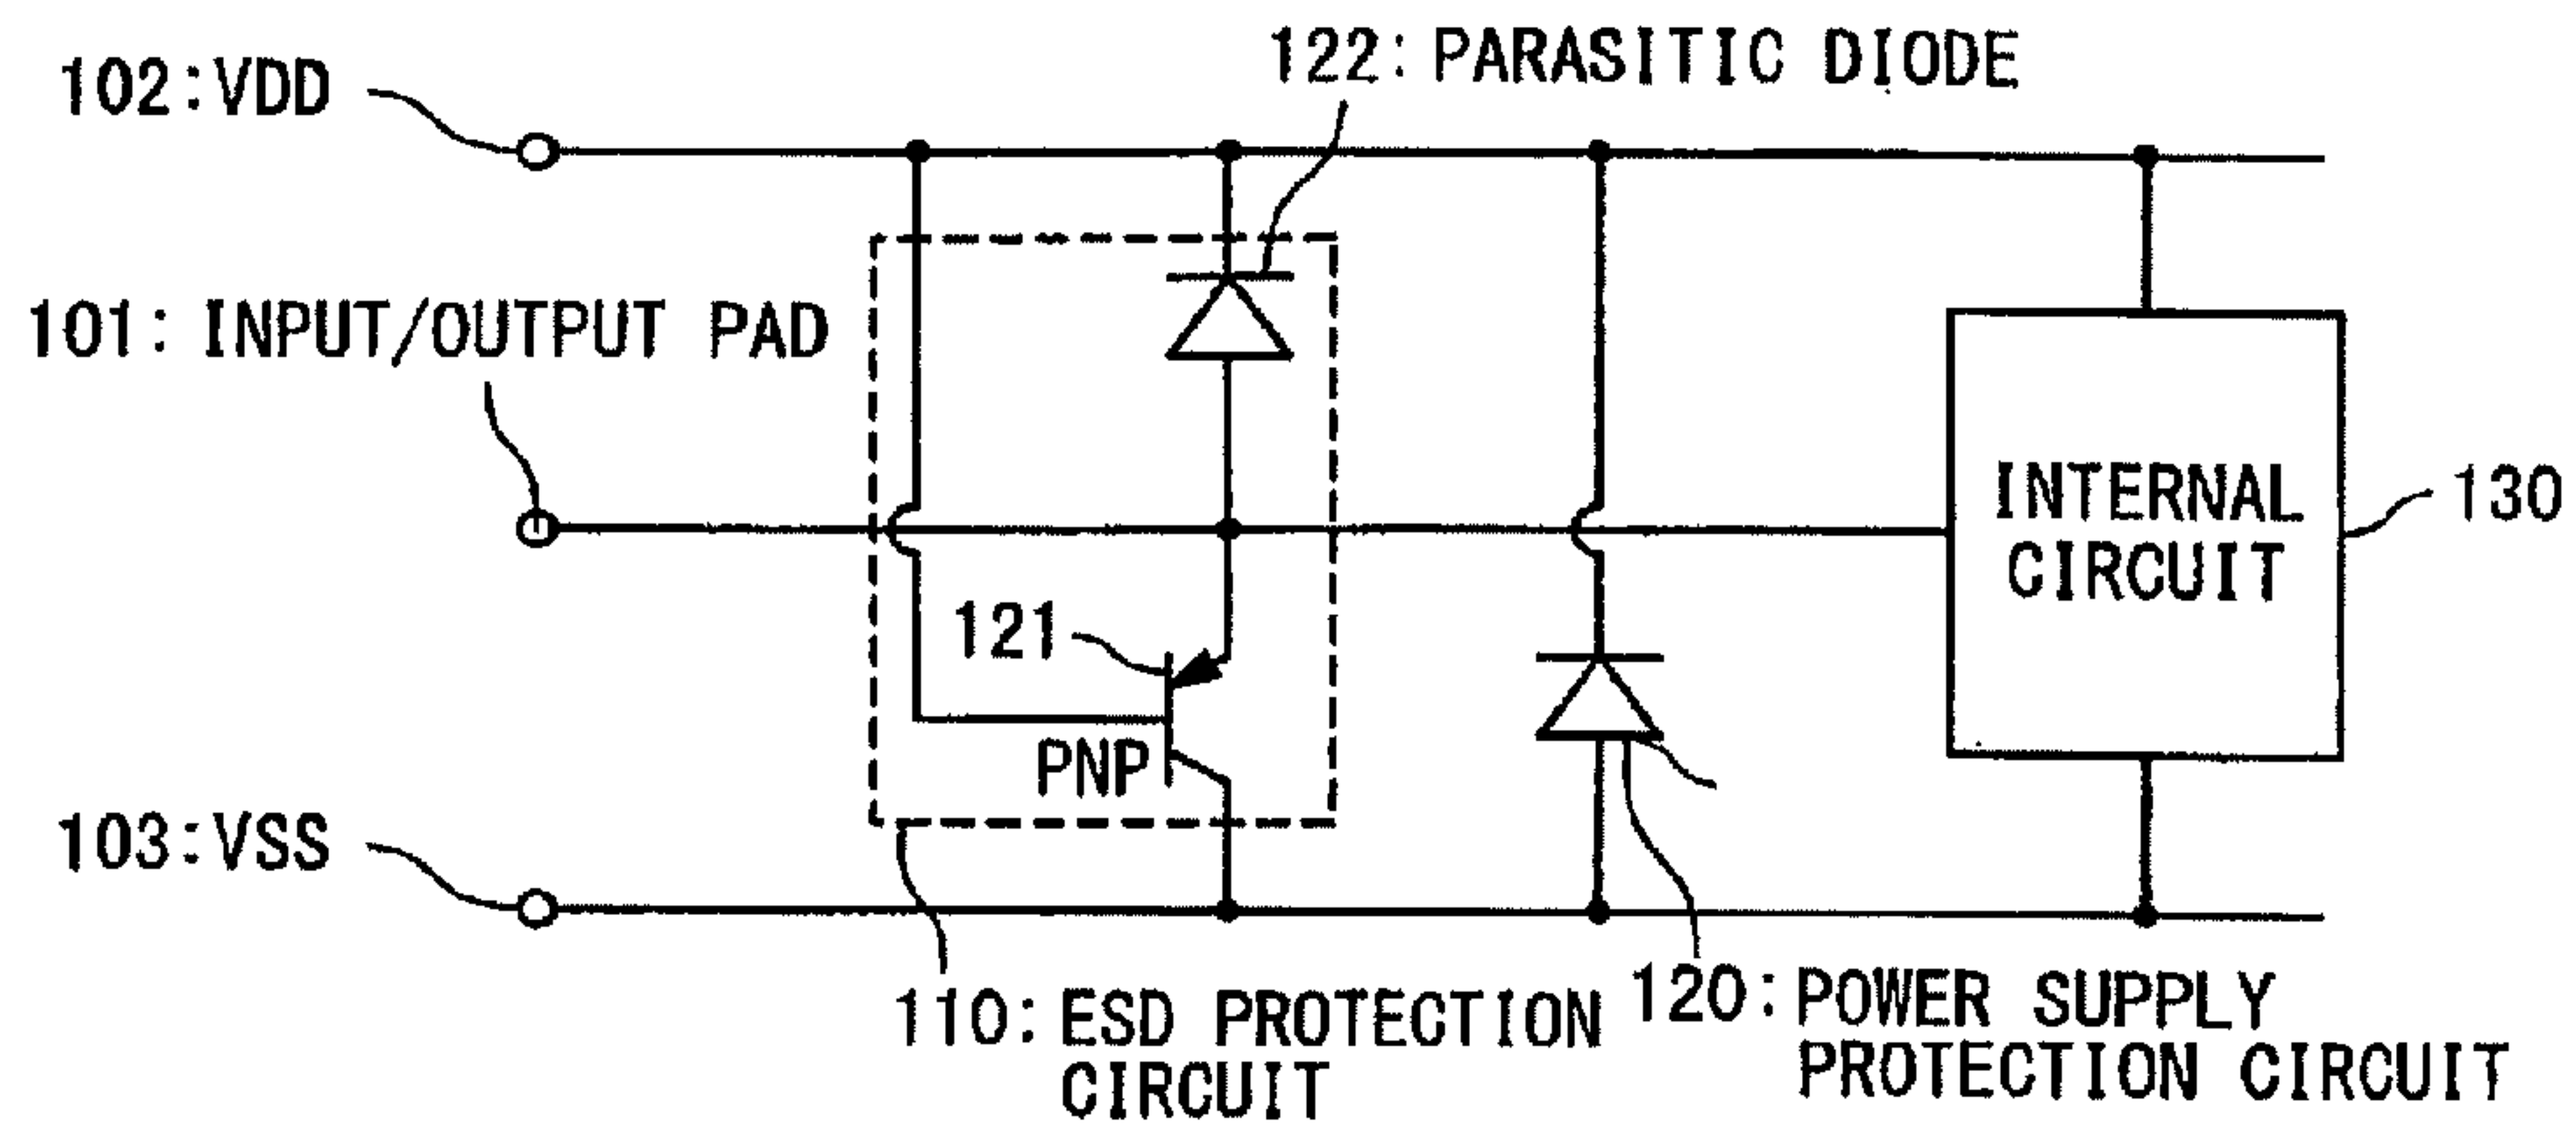 122: PARASITIC DIODE
102:VDD
101: INPUT/OUTPUT PAD
INTERNAL
CIRCUIT
130
121
PNP
103:VSS
110: ESD PROTECTION
CIRCUIT
120: POWER SUPPLY
PROTECTION CIRCUIT